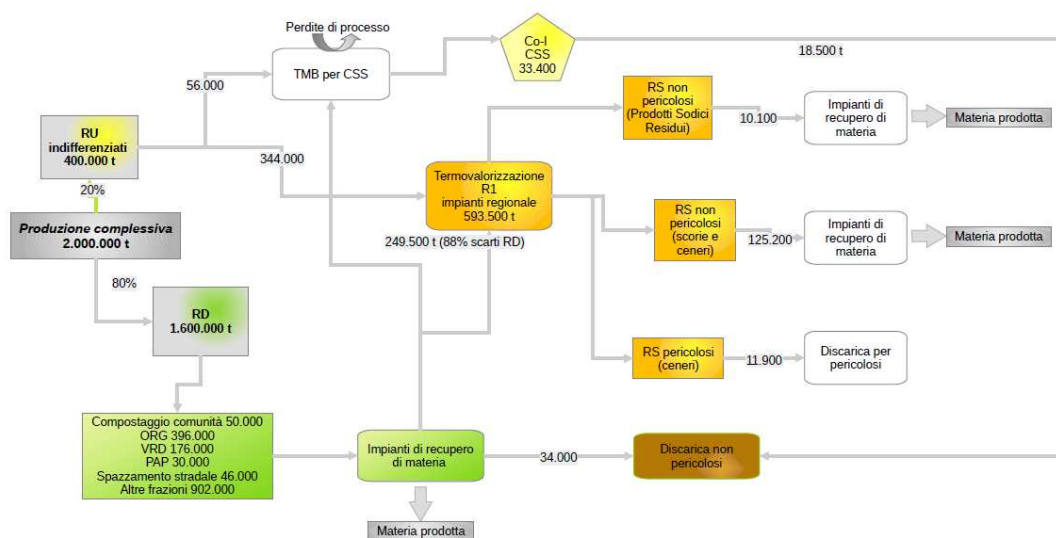 Perdite di processo
TMB per CSS
Co-I
CSS
33.400
18.500 t
56.000
RS non
pericolosi
(Prodotti Sodici
Residui)
10.100
Impianti di
recupero di
materia
Materia prodotta
RU
indifferenziati
400.000 t
344.000
20%
Termovalorizzazione
R1
impianti regionale
593.500 t
Produzione complessiva
2.000.000 t
249.500 t (88% scarti RD)
RS non
pericolosi
(scorie e
ceneri)
125.200
Impianti di
recupero di
materia
Materia prodotta
80%
RD
1.600.000 t
RS pericolosi
(ceneri)
11.900
Discarica per
pericolosi
Compostaggio comunità 50.000
ORG 396.000
VRD 176.000
PAP 30.000
Spazzamento stradale 46.000
Altre frazioni 902.000
Impianti di recupero
di materia
34.000
Discarica non
pericolosi
Materia prodotta